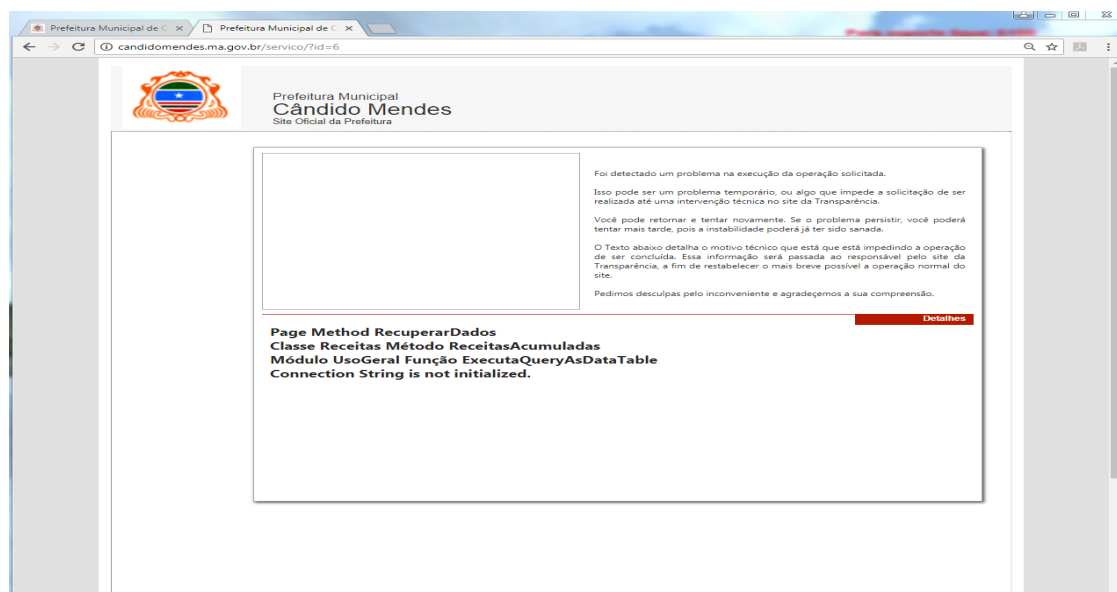 Prefeitura Municipal de C
Prefeitura Municipal de C
candidomendes.ma.gov.br/servico/?id=6
Prefeitura Municipal
Cândido Mendes
Site Oficial da Prefeitura
Foi detectado um problema na execução da operação solicitada.
Isso pode ser um problema temporário, ou algo que impede a solicitação de ser
realizada até uma intervenção técnica no site da Transparência.
Você pode retornar e tentar novamente. Se o problema persistir, você poderá
tentar mais tarde, pois a instabilidade poderá já ter sido sanada.
O Texto abaixo detalha o motivo técnico que está que está impedindo a operação
de ser concluída. Essa informação será passada ao responsável pelo site da
Transparência, a fim de restabelecer o mais breve possível a operação normal do
site.
Pedimos desculpas pelo inconveniente e agradeçemos a sua compreensão.
Detalhes
Page Method RecuperarDados
Classe Receitas Método ReceitasAcumuladas
Módulo UsoGeral Função ExecutaQueryAsDataTable
Connection String is not initialized.